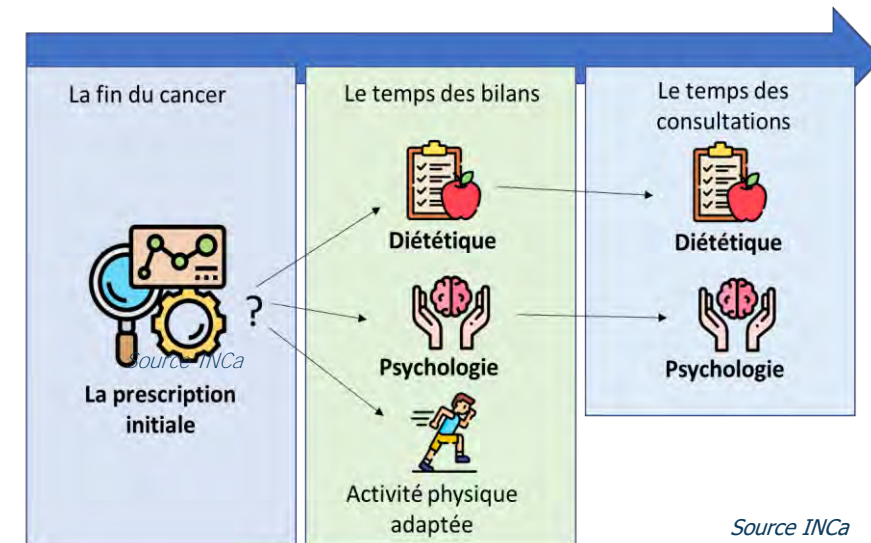 La fin du cancer
?
Source INCa
La prescription
initiale
Le temps des bilans
Diététique
Psychologie
Activité physique
adaptée
Le temps des
consultations
Diététique
Psychologie
Source INCa